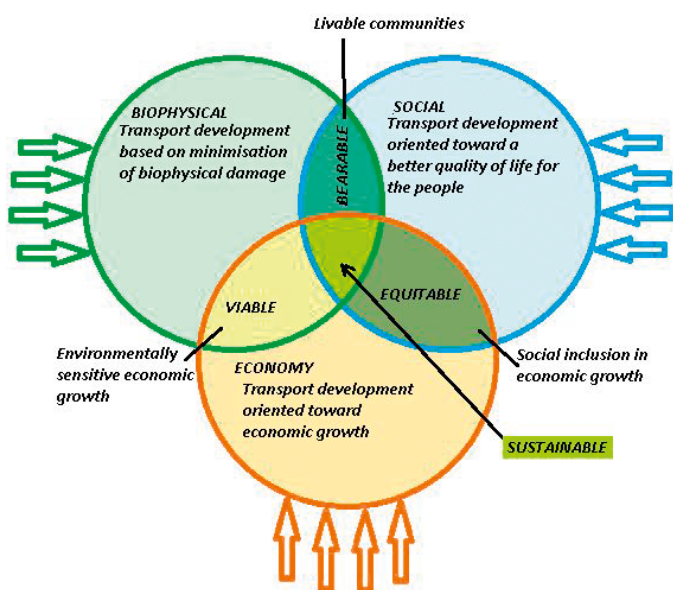 Livable communities
BIOPHYSICAL
Transport development
based on minimisation
of biophysical damage
SOCIAL
Transport development
oriented toward a
better quality of life for
the people
BEARABLE
VIABLE
EQUITABLE
Environmentally
sensitive economic
growth
Social inclusion in
economic growth
ECONOMY
Transport development
oriented toward
economic growth
SUSTAINABLE